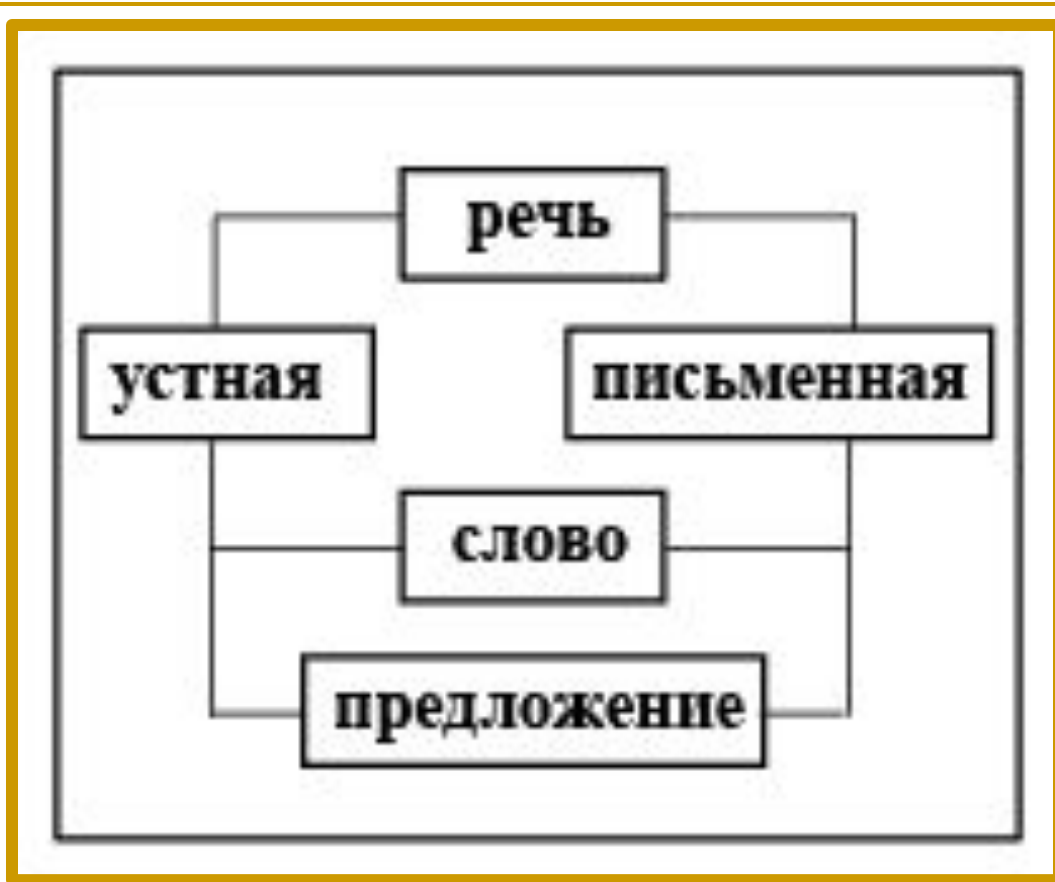 речь
устная
письменная
слово
предложение